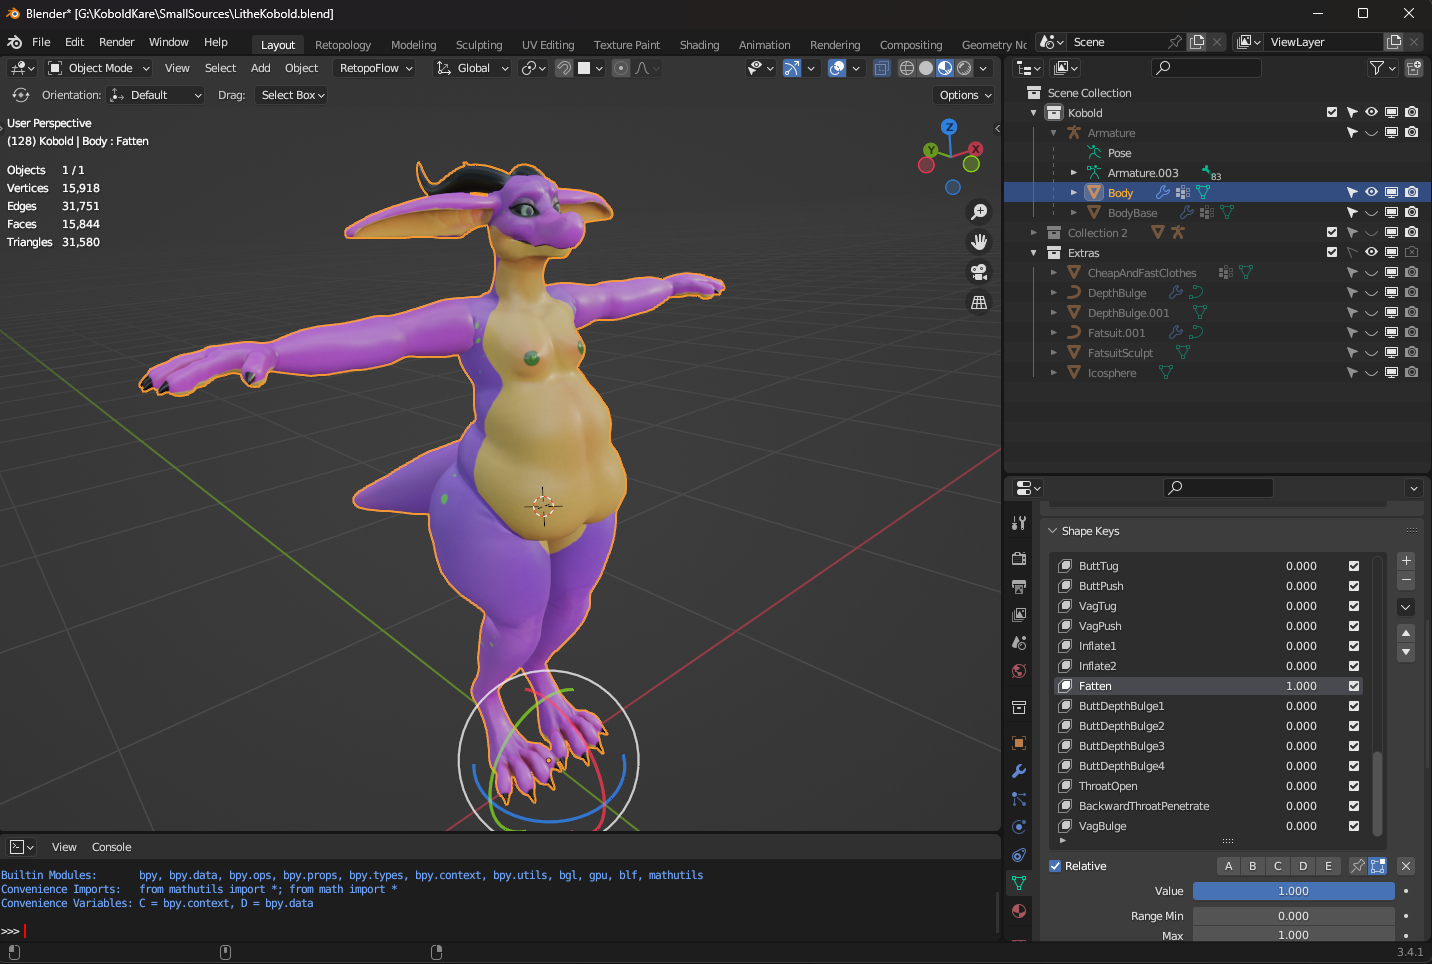 Blender* [G:\KoboldKare\SmallSources\LitheKobold.blend]
File Edit Render Window Help Layout Retopology Modeling Sculpting UV Editing Texture Paint Shading Animation Rendering Compositing Geometry No Scene ViewLayer
Object Mode View Select Add Object RetopoFlow Global
Orientation: Default Drag: Select Box Options
User Perspective
(128) Kobold | Body : Fatten
Objects 1 / 1
Vertices 15,918
Edges 31,751
Faces 15,844
Triangles 31,580
Z
Y
X
Scene Collection
Kobold
Armature
Pose
Armature.003 83
Body
BodyBase
Collection 2
Extras
CheapAndFastClothes
DepthBulge
DepthBulge.001
Fatsuit.001
FatsuitSculpt
Icosphere
Shape Keys
ButtTug 0.000
ButtPush 0.000
VagTug 0.000
VagPush 0.000
Inflate1 0.000
Inflate2 0.000
Fatten 1.000
ButtDepthBulge1 0.000
ButtDepthBulge2 0.000
ButtDepthBulge3 0.000
ButtDepthBulge4 0.000
ThroatOpen 0.000
BackwardThroatPenetrate 0.000
VagBulge 0.000
Relative A B C D E
Value 1.000
Range Min 0.000
Max 1.000
View Console
Builtin Modules: bpy, bpy.data, bpy.ops, bpy.props, bpy.types, bpy.context, bpy.utils, bgl, gpu, blf, mathutils
Convenience Imports: from mathutils import *; from math import *
Convenience Variables: C = bpy.context, D = bpy.data
>>>
3.4.1